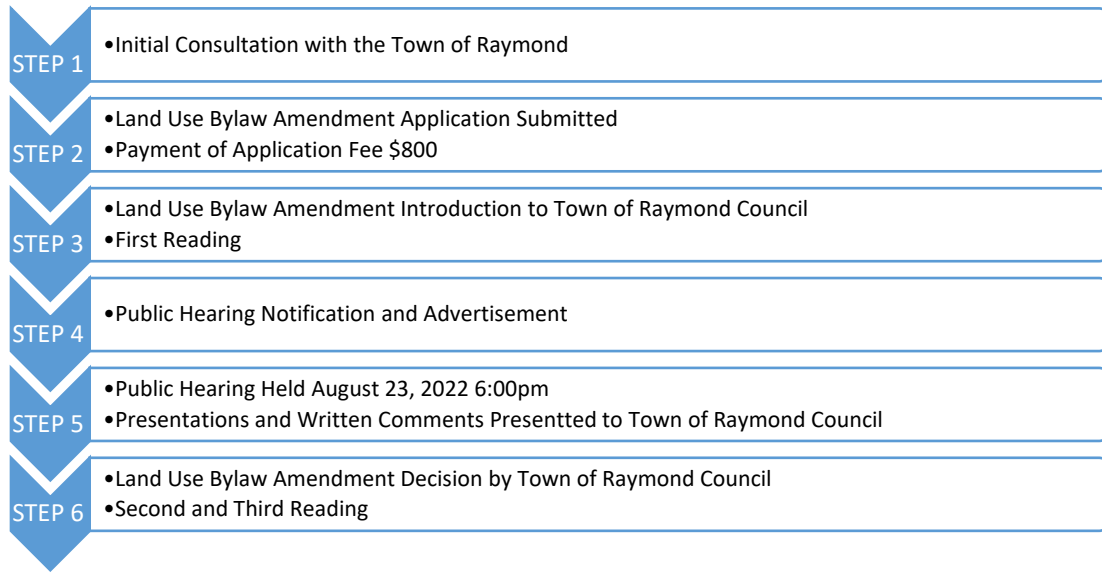 STEP 1
•Initial Consultation with the Town of Raymond
STEP 2
•Land Use Bylaw Amendment Application Submitted
•Payment of Application Fee $800
STEP 3
•Land Use Bylaw Amendment Introduction to Town of Raymond Council
•First Reading
STEP 4
•Public Hearing Notification and Advertisement
STEP 5
•Public Hearing Held August 23, 2022 6:00pm
•Presentations and Written Comments Presentted to Town of Raymond Council
STEP 6
•Land Use Bylaw Amendment Decision by Town of Raymond Council
•Second and Third Reading